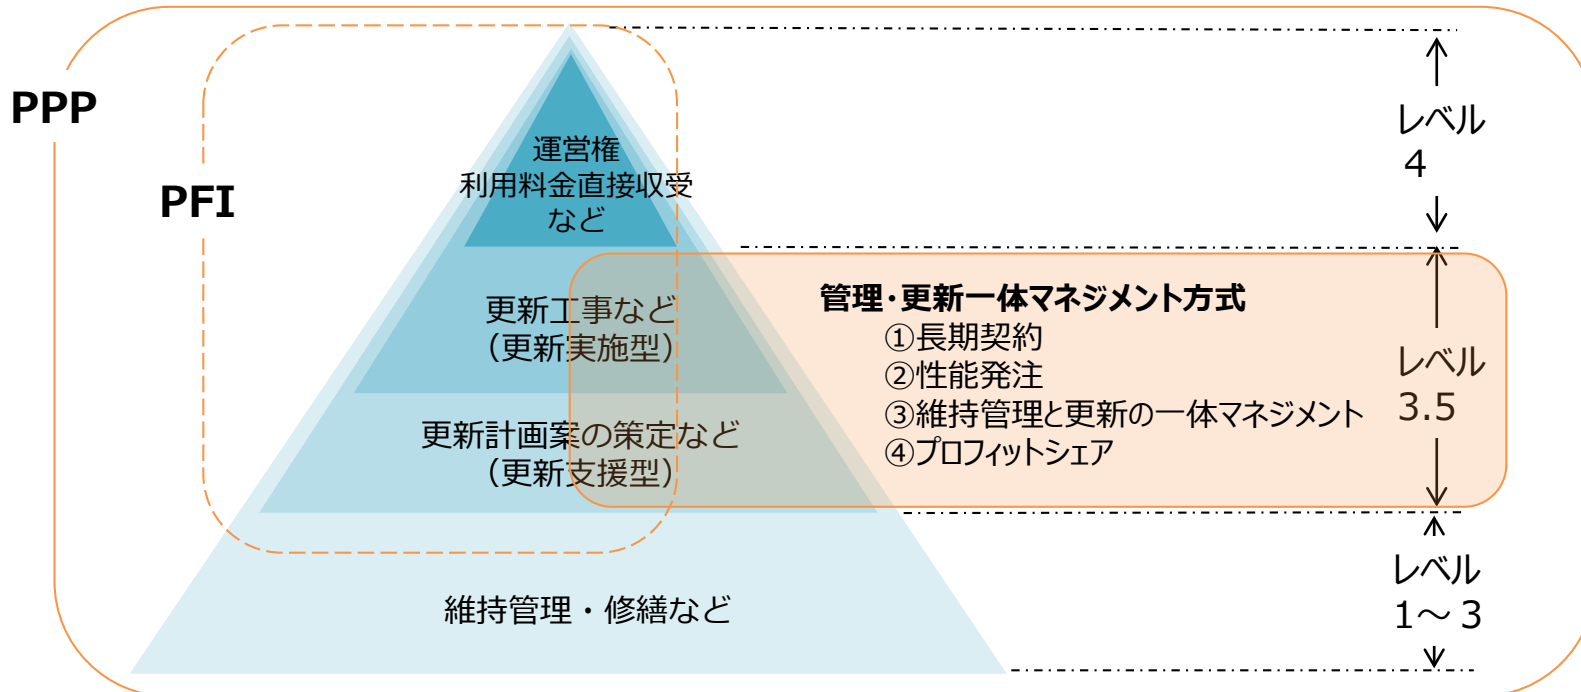 PPP
PFI
運営権
利用料金直接収受
など
更新工事など
（更新実施型）
更新計画案の策定など
（更新支援型）
維持管理・修繕など
管理・更新一体マネジメント方式
①長期契約
②性能発注
③維持管理と更新の一体マネジメント
④プロフィットシェア
レベル
4
レベル
3.5
レベル
1～3